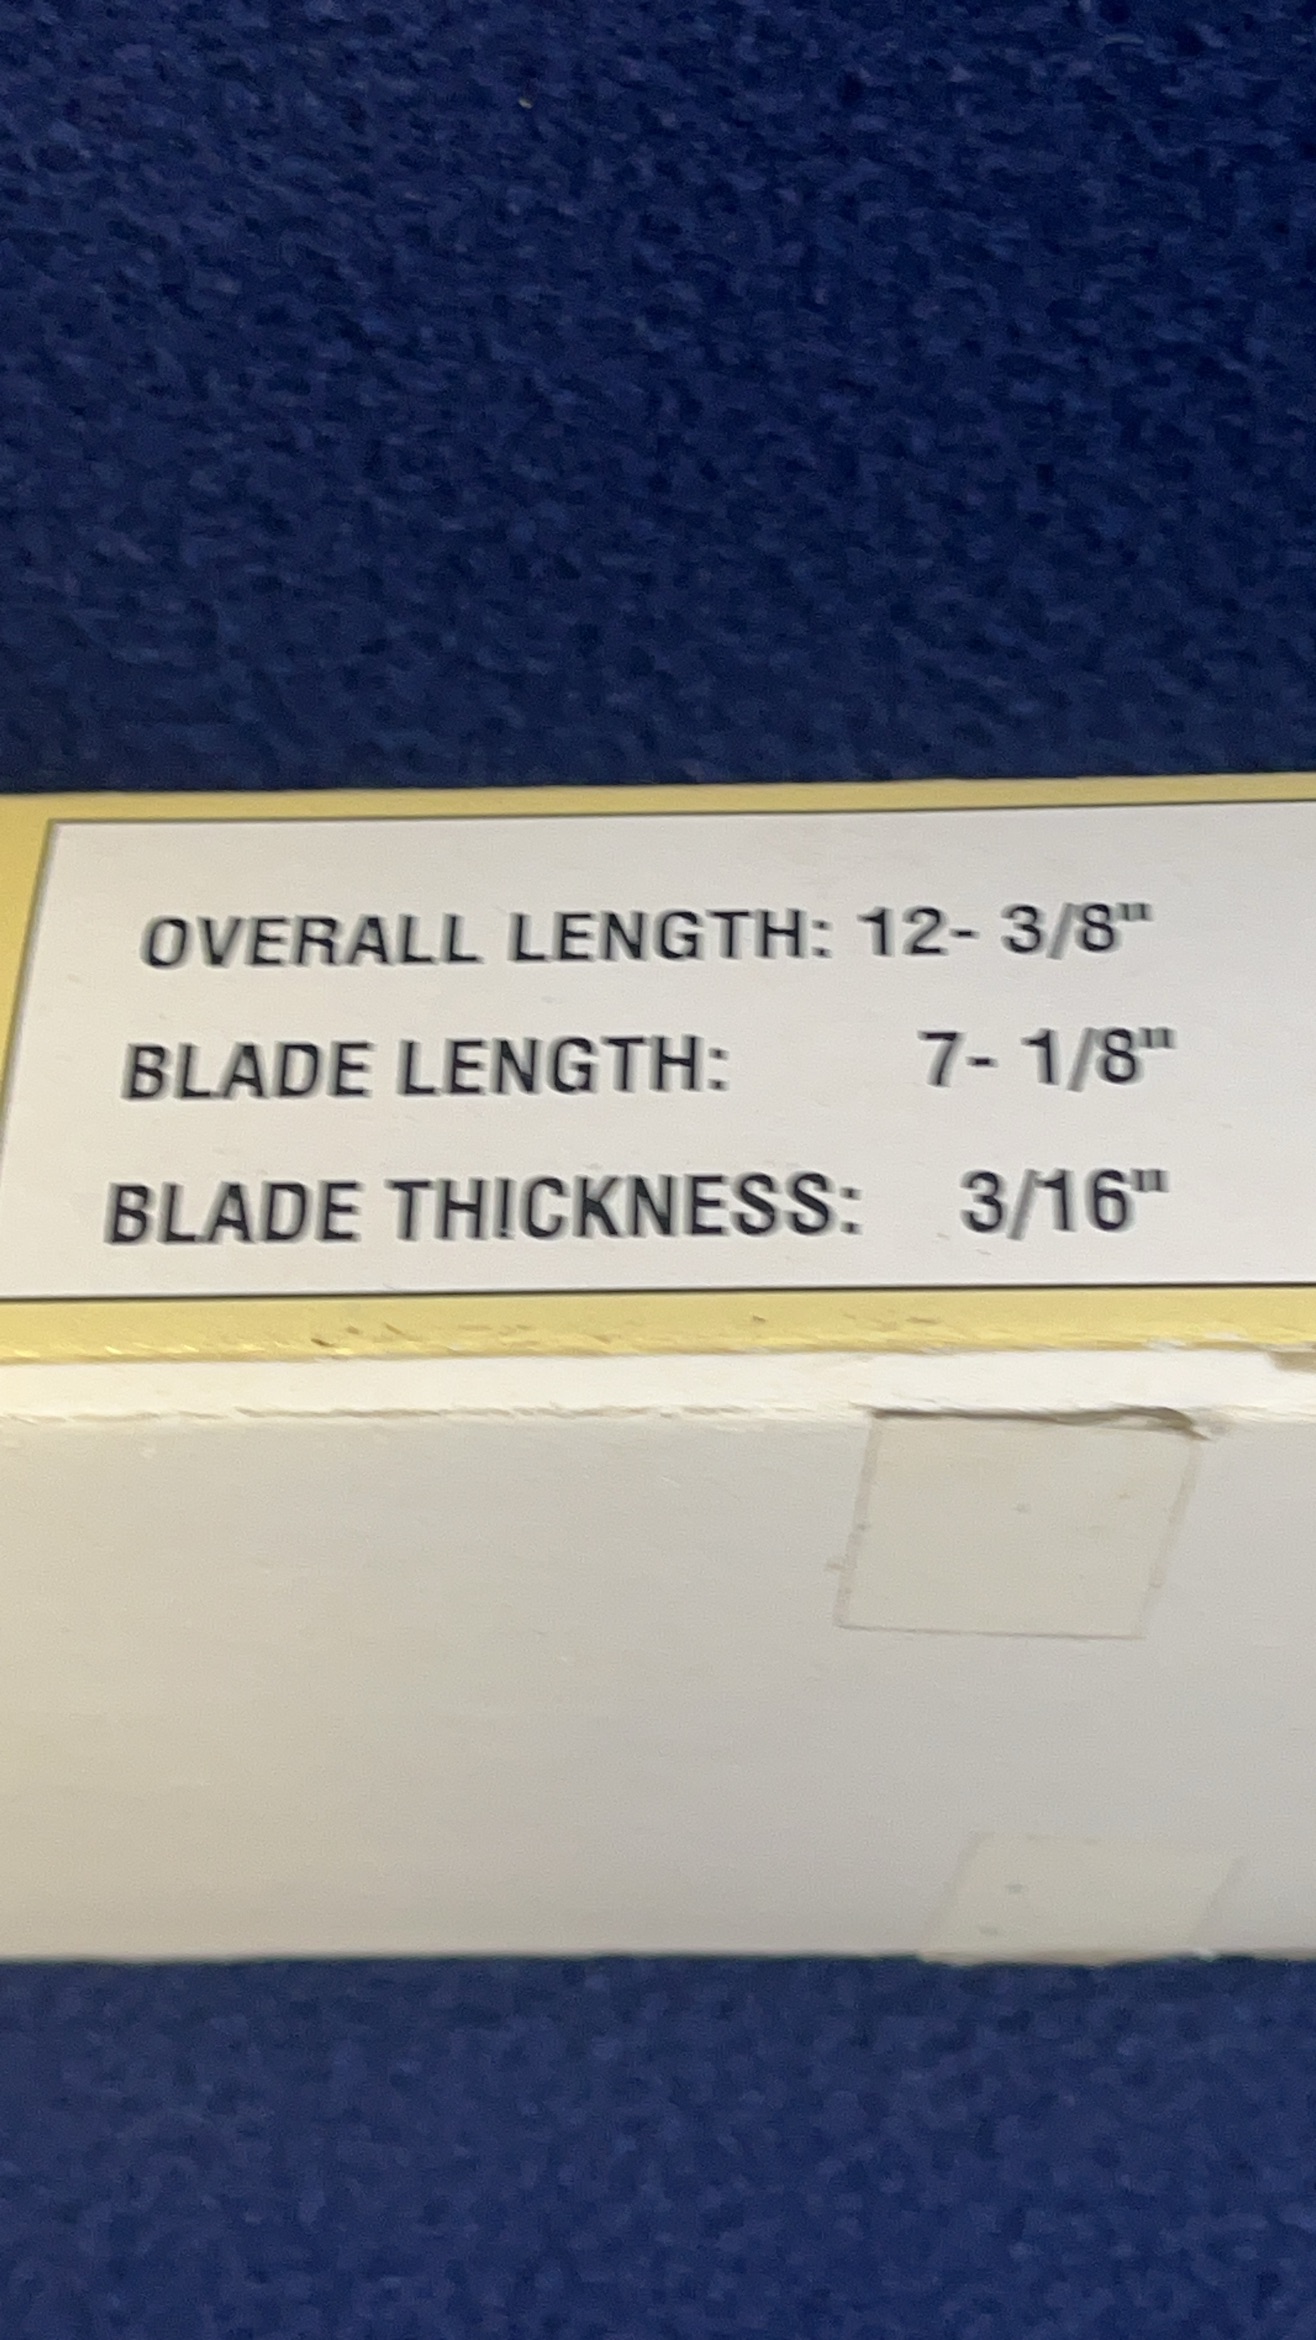 OVERALL LENGTH: 12- 3/8"
BLADE LENGTH: 7- 1/8"
BLADE THICKNESS: 3/16"